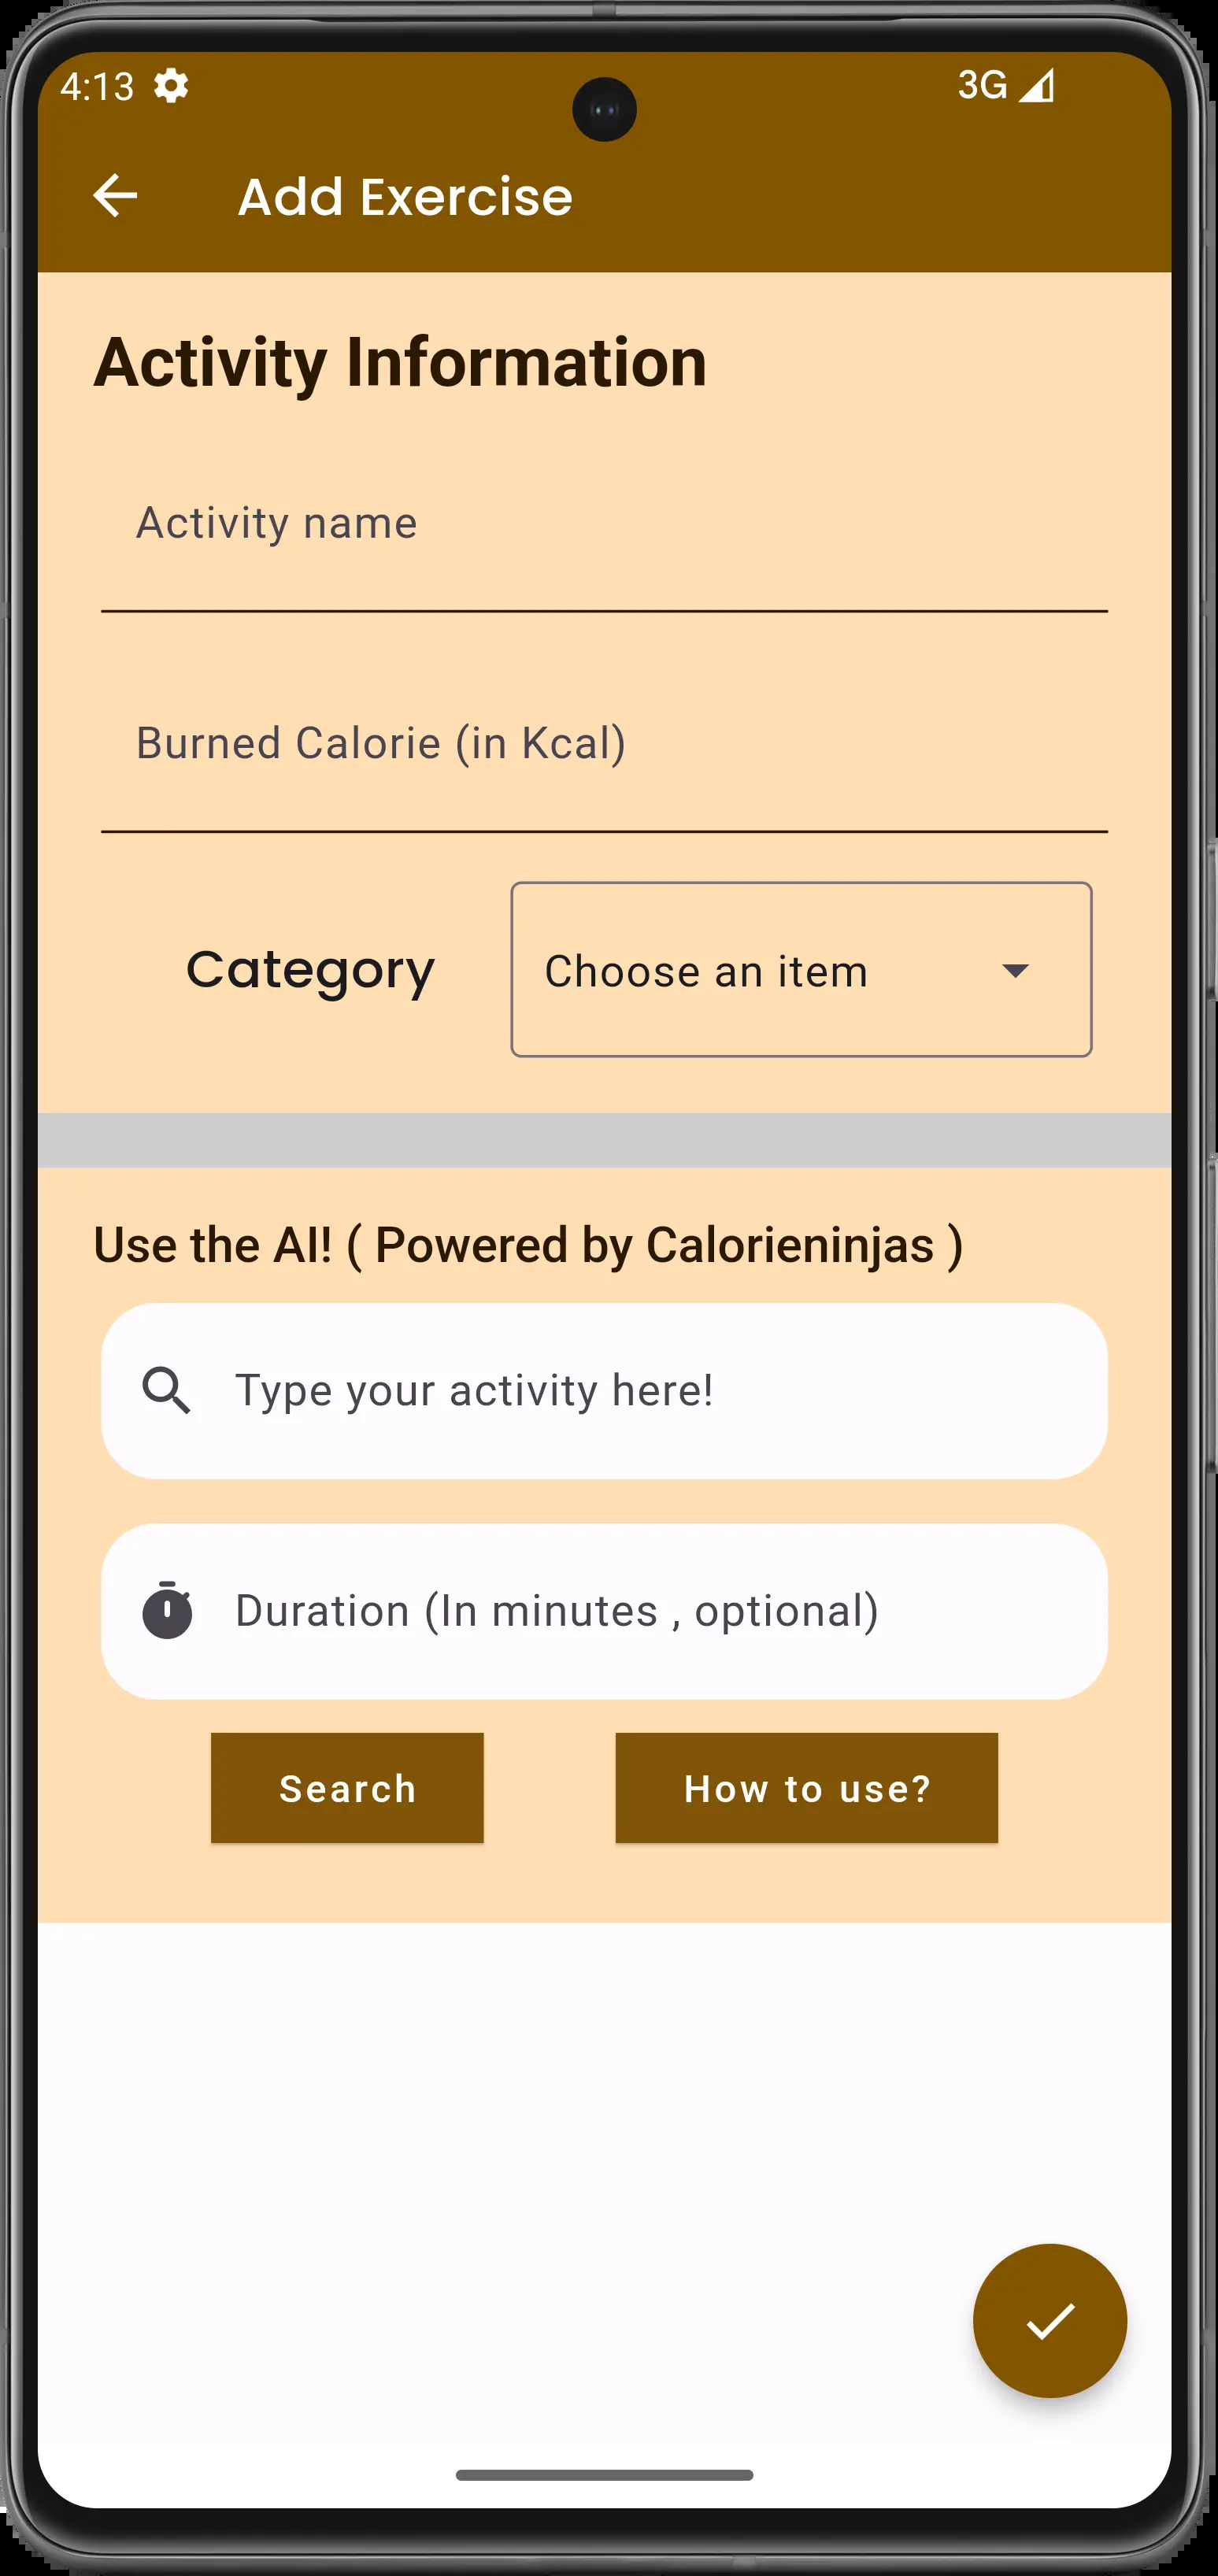 4:13 3G
Add Exercise
Activity Information
Activity name
Burned Calorie (in Kcal)
Category Choose an item
Use the AI! ( Powered by Calorieninjas )
Type your activity here!
Duration (In minutes , optional)
Search How to use?